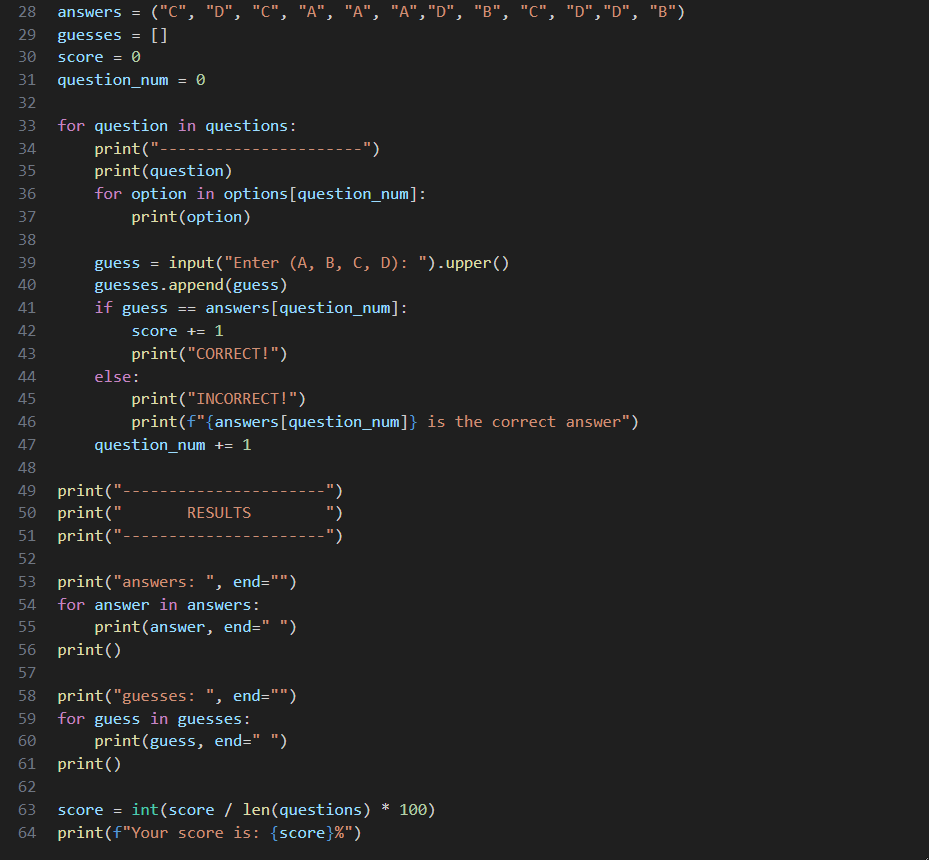 28 answers = ("C", "D", "C", "A", "A", "A","D", "B", "C", "D","D", "B")
29 guesses = []
30 score = 0
31 question_num = 0
32
33 for question in questions:
34     print("----------------------")
35     print(question)
36     for option in options[question_num]:
37         print(option)
38
39     guess = input("Enter (A, B, C, D): ").upper()
40     guesses.append(guess)
41     if guess == answers[question_num]:
42         score += 1
43         print("CORRECT!")
44     else:
45         print("INCORRECT!")
46         print(f"{answers[question_num]} is the correct answer")
47     question_num += 1
48
49 print("----------------------")
50 print("       RESULTS        ")
51 print("----------------------")
52
53 print("answers: ", end="")
54 for answer in answers:
55     print(answer, end=" ")
56 print()
57
58 print("guesses: ", end="")
59 for guess in guesses:
60     print(guess, end=" ")
61 print()
62
63 score = int(score / len(questions) * 100)
64 print(f"Your score is: {score}%")